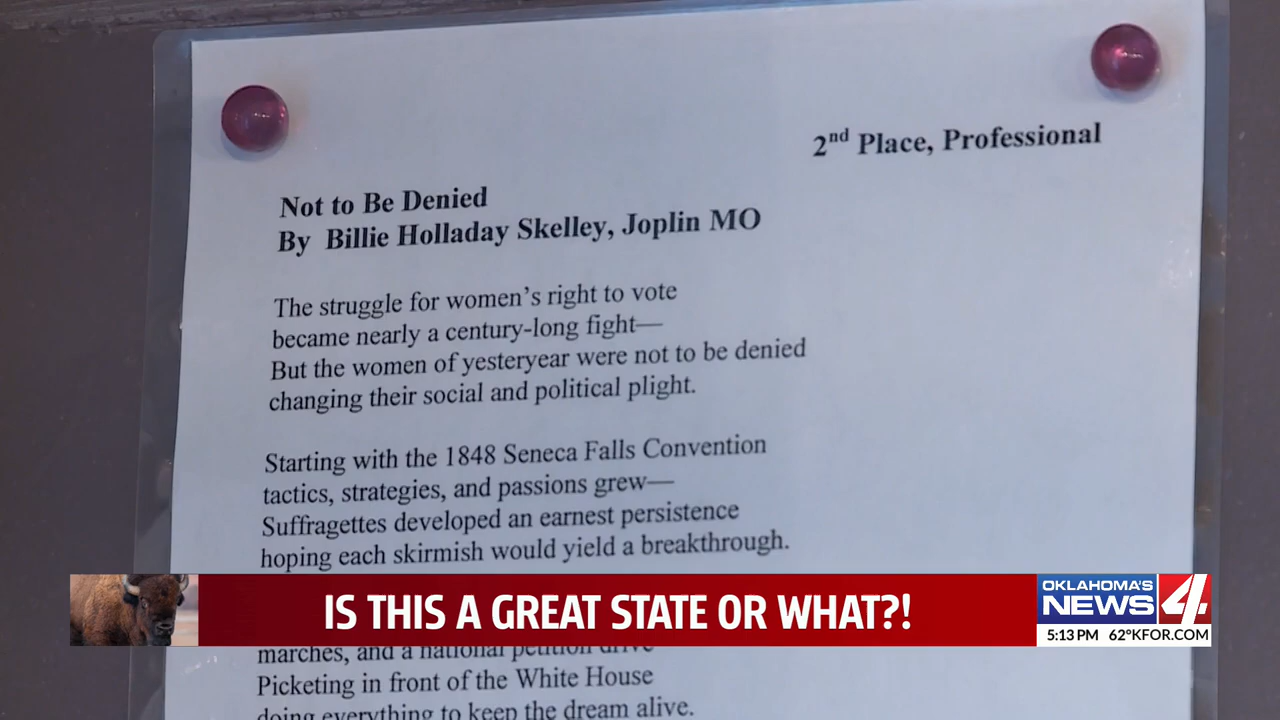 2nd Place, Professional
Not to Be Denied
By Billie Holladay Skelley, Joplin MO
The struggle for women's right to vote
became nearly a century-long fight—
But the women of yesteryear were not to be denied
changing their social and political plight.
Starting with the 1848 Seneca Falls Convention
tactics, strategies, and passions grew—
Suffragettes developed an earnest persistence
hoping each skirmish would yield a breakthrough.
IS THIS A GREAT STATE OR WHAT?!
OKLAHOMA'S
NEWS 4
5:13 PM 62° KFOR.COM
marches, and a national petition drive
Picketing in front of the White House
doing everything to keep the dream alive.